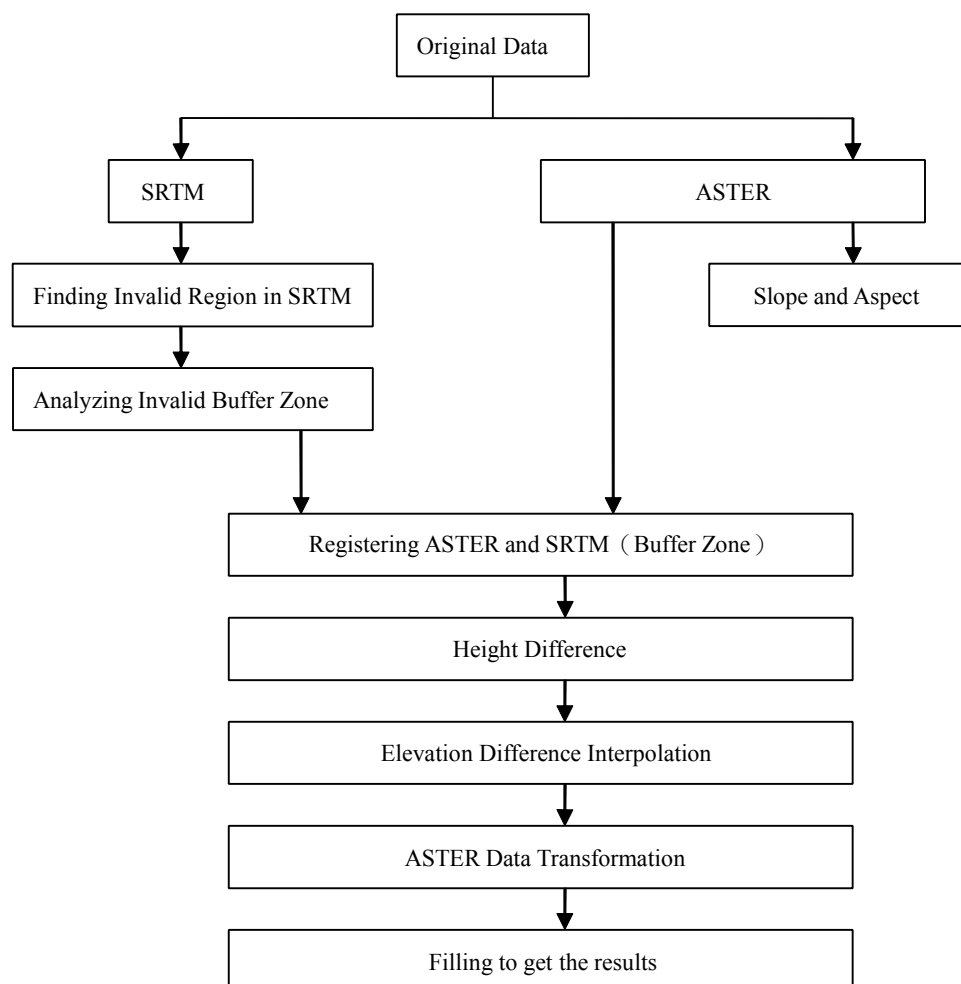 Original Data
SRTM
ASTER
Finding Invalid Region in SRTM
Slope and Aspect
Analyzing Invalid Buffer Zone
Registering ASTER and SRTM（Buffer Zone）
Height Difference
Elevation Difference Interpolation
ASTER Data Transformation
Filling to get the results